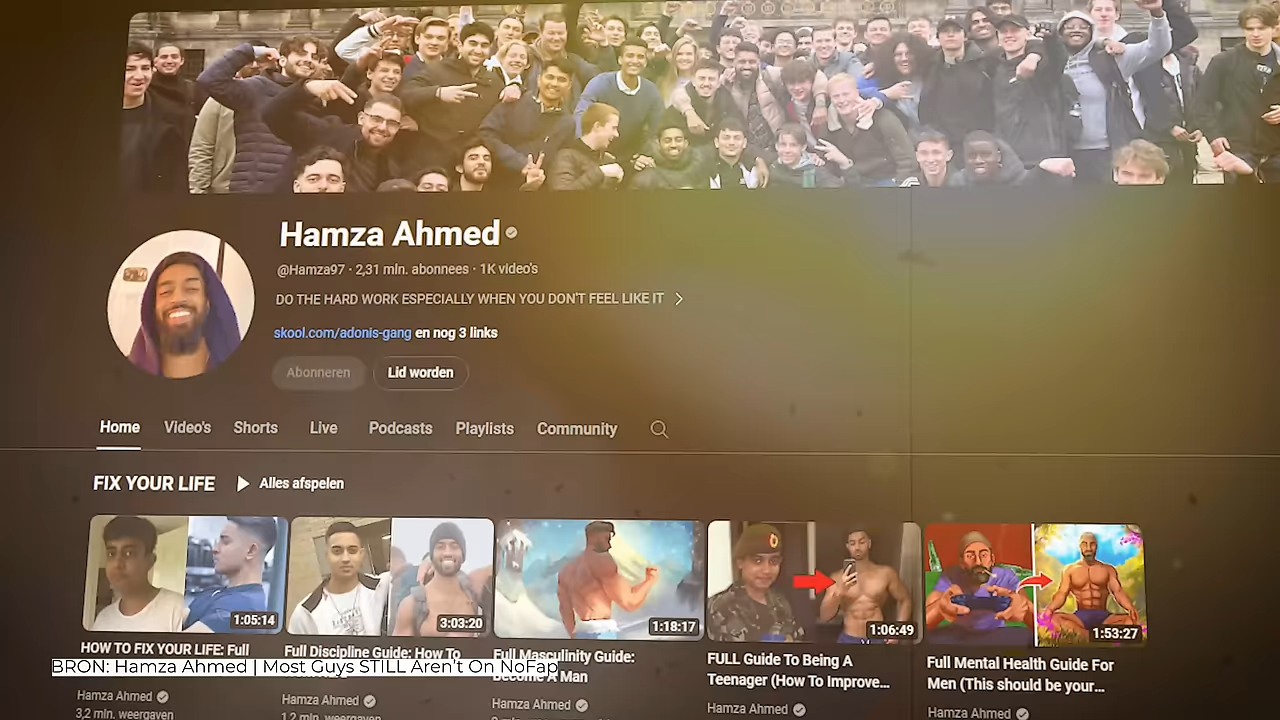 Hamza Ahmed
@Hamza97 · 2,31 mln. abonnees · 1K video's
DO THE HARD WORK ESPECIALLY WHEN YOU DON'T FEEL LIKE IT
skool.com/adonis-gang en nog 3 links
Abonneren
Lid worden
Home Video's Shorts Live Podcasts Playlists Community
FIX YOUR LIFE Alles afspelen
1:05:14
3:03:20
1:18:17
1:06:49
1:53:27
HOW TO FIX YOUR LIFE: Full
Hamza Ahmed
3,2 mln. weergaven
Full Discipline Guide: How To
Hamza Ahmed
1,2 mln. weergaven
Full Masculinity Guide:
Become A Man
Hamza Ahmed
FULL Guide To Being A
Teenager (How To Improve...
Hamza Ahmed
Full Mental Health Guide For
Men (This should be your...
Hamza Ahmed
BRON: Hamza Ahmed | Most Guys STILL Aren't On NoFap